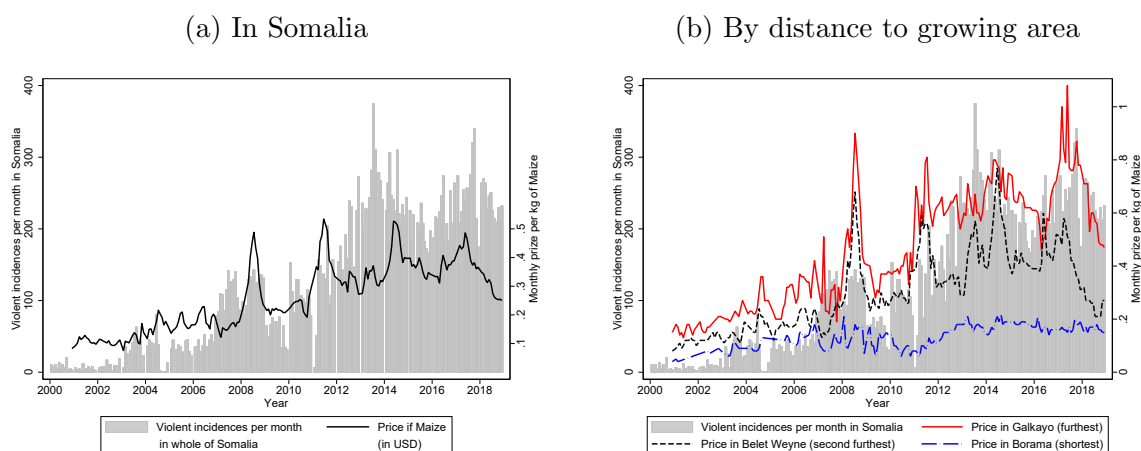 (a) In Somalia
Violent incidences per month in Somalia
400
300
200
100
0
Monthly prize per kg of Maize
.5
.4
.3
.2
.1
2000 2002 2004 2006 2008 2010 2012 2014 2016 2018
Year
Violent incidences per month
in whole of Somalia
Price if Maize
(in USD)
(b) By distance to growing area
Violent incidences per month in Somalia
400
300
200
100
0
Monthly prize per kg of Maize
1
.8
.6
.4
.2
0
2000 2002 2004 2006 2008 2010 2012 2014 2016 2018
Year
Violent incidences per month in Somalia
Price in Galkayo (furthest)
Price in Belet Weyne (second furthest)
Price in Borama (shortest)